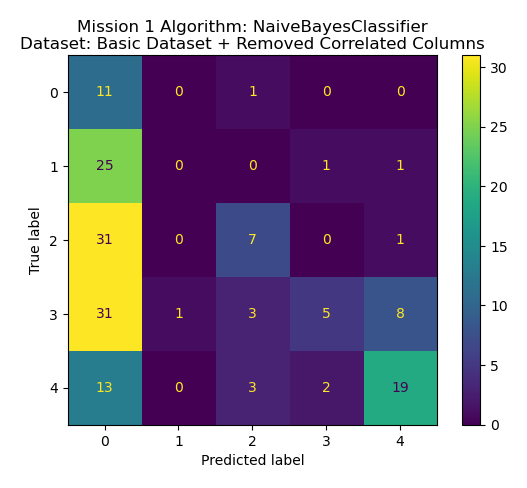 Mission 1 Algorithm: NaiveBayesClassifier
Dataset: Basic Dataset + Removed Correlated Columns
True label
0 11 0 1 0 0
1 25 0 0 1 1
2 31 0 7 0 1
3 31 1 3 5 8
4 13 0 3 2 19
0 1 2 3 4
Predicted label
30
25
20
15
10
5
0